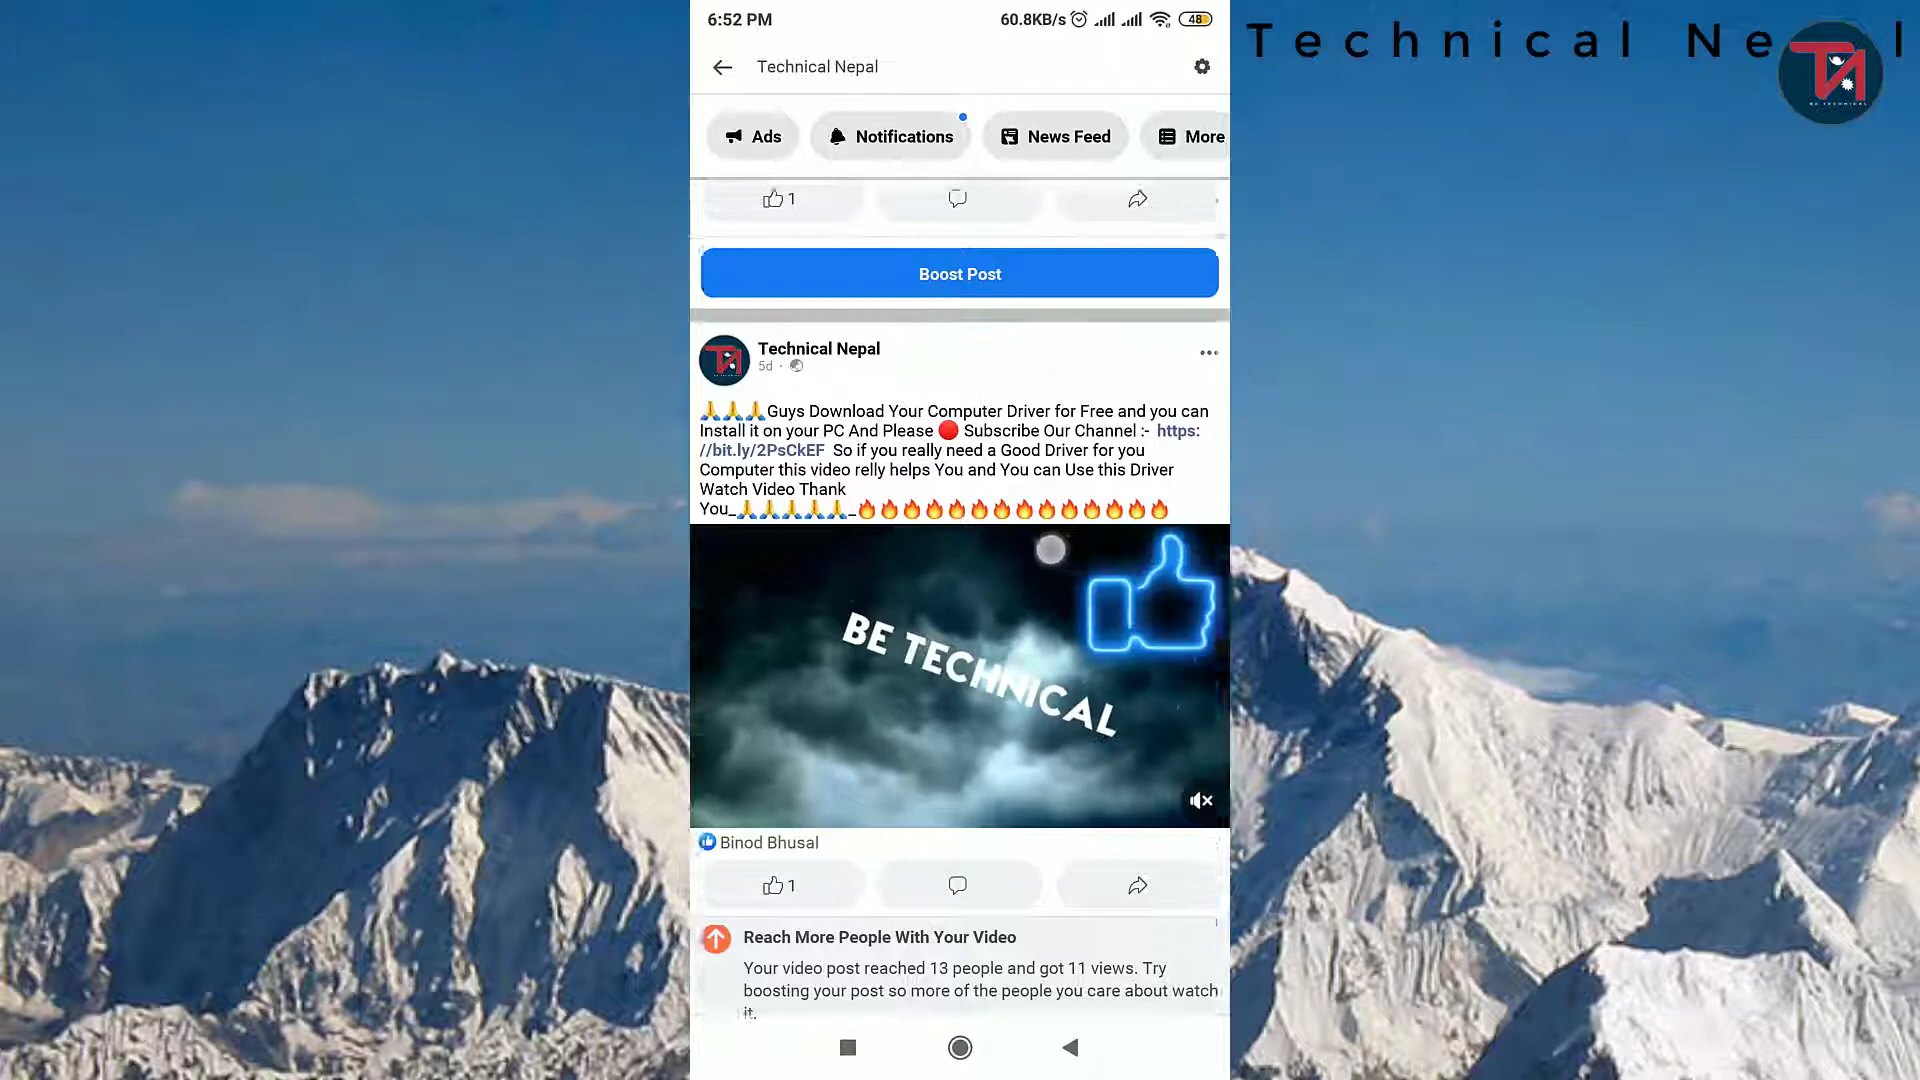 6:52 PM
60.8KB/s
48
Technical Ne l
Technical Nepal
Ads
Notifications
News Feed
More
1
Boost Post
Technical Nepal
5d ·
🙏🙏🙏Guys Download Your Computer Driver for Free and you can
Install it on your PC And Please 🔴 Subscribe Our Channel :- https:
//bit.ly/2PsCkEF So if you really need a Good Driver for you
Computer this video relly helps You and You can Use this Driver
Watch Video Thank
You_🙏🙏🙏🙏🙏_🔥🔥🔥🔥🔥🔥🔥🔥🔥🔥🔥🔥🔥🔥
BE TECHNICAL
Binod Bhusal
1
Reach More People With Your Video
Your video post reached 13 people and got 11 views. Try
boosting your post so more of the people you care about watch
it.